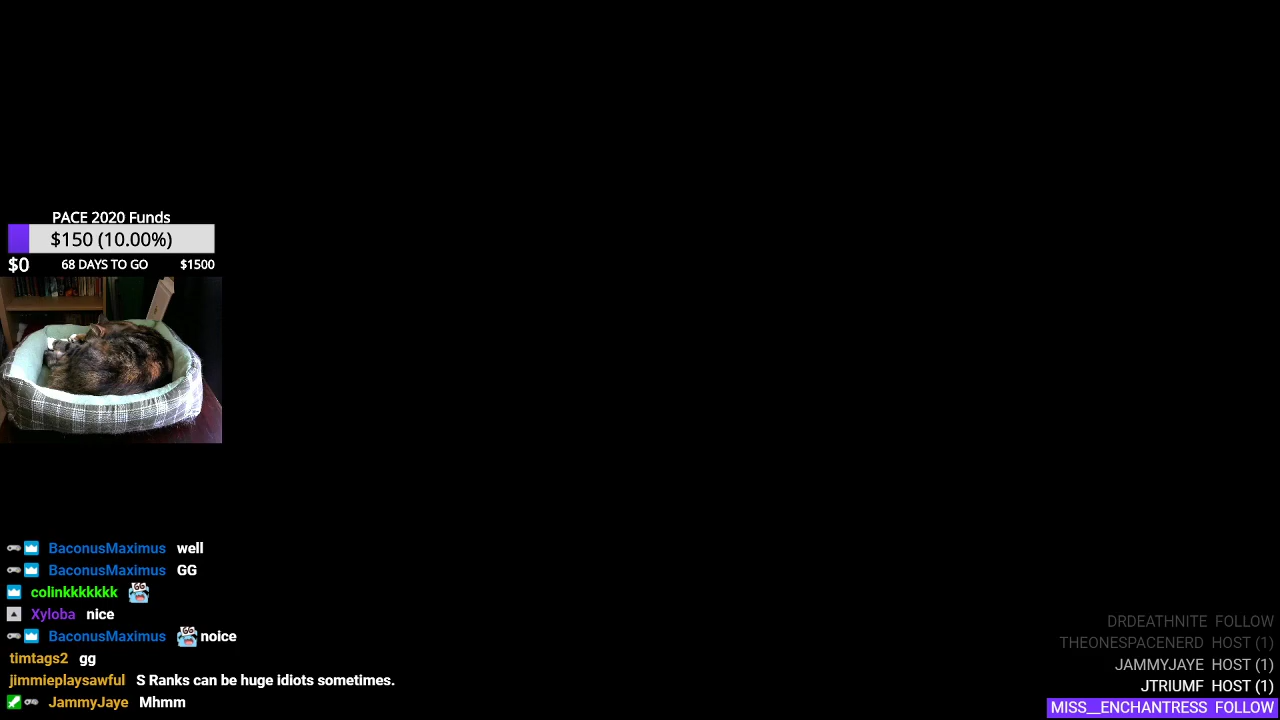 PACE 2020 Funds
$150 (10.00%)
$0 68 DAYS TO GO $1500
BaconusMaximus well
BaconusMaximus GG
colinkkkkkkk
Xyloba nice
BaconusMaximus noice
timtags2 gg
jimmieplaysawful S Ranks can be huge idiots sometimes.
JammyJaye Mhmm
DRDEATHNITE FOLLOW
THEONESPACENERD HOST (1)
JAMMYJAYE HOST (1)
JTRIUMF HOST (1)
MISS__ENCHANTRESS FOLLOW